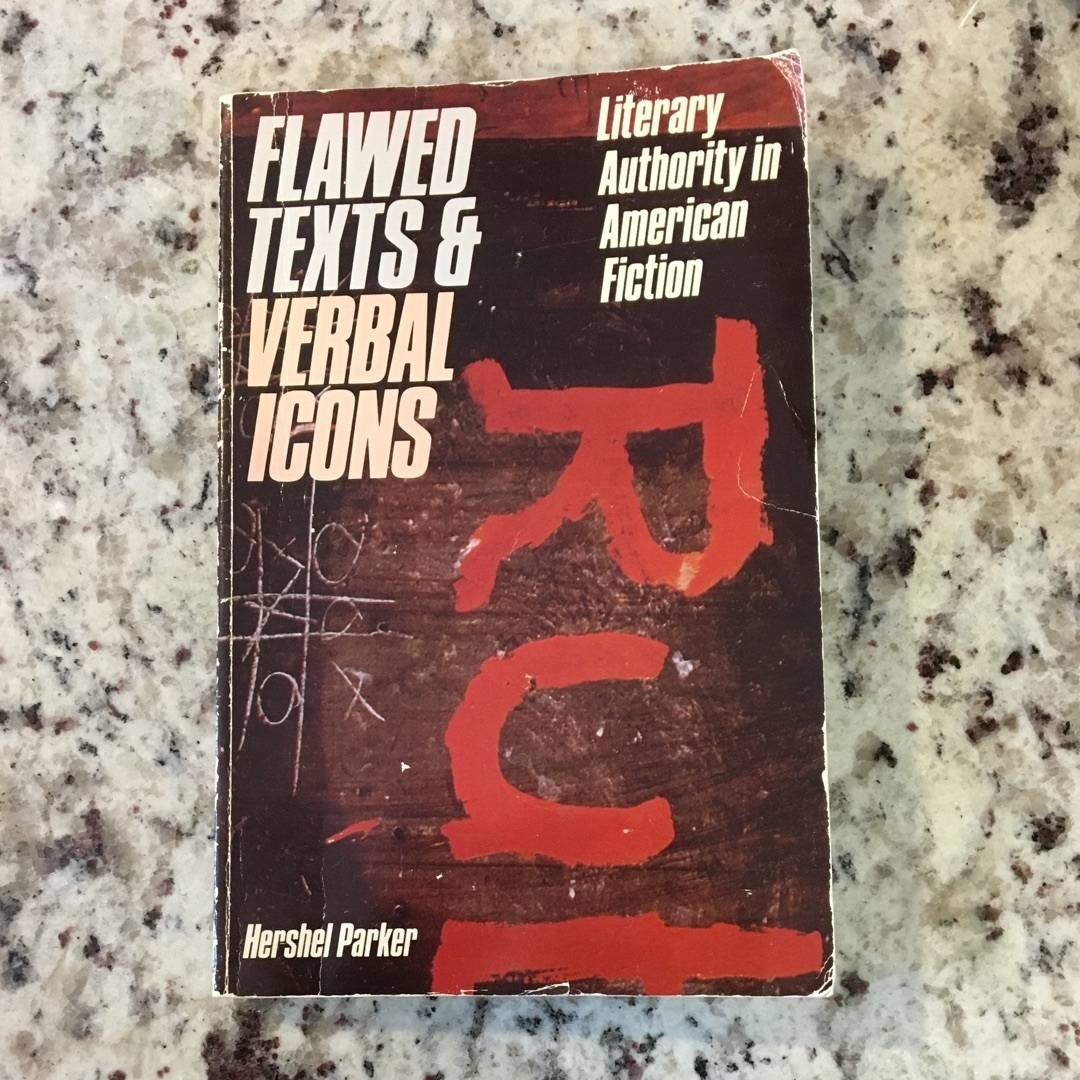 FLAWED
TEXTS &
VERBAL
ICONS
Literary
Authority in
American
Fiction
Hershel Parker